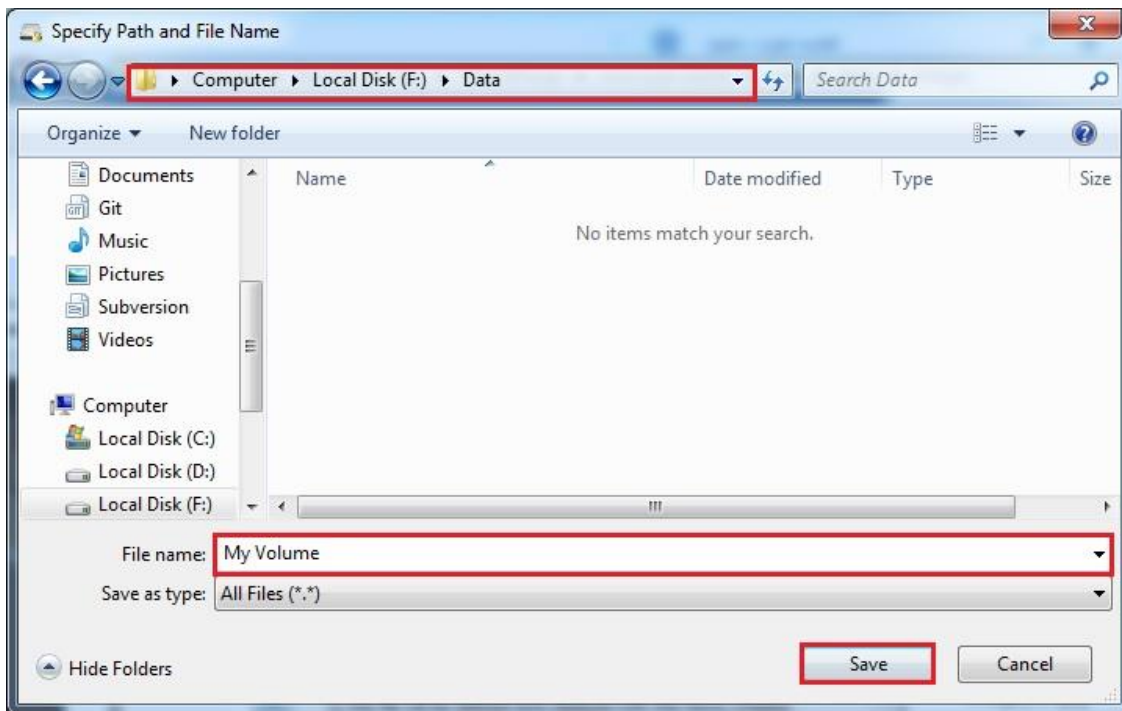 Specify Path and File Name
Computer Local Disk (F:) Data Search Data
Organize New folder
Documents
Git
Music
Pictures
Subversion
Videos
Computer
Local Disk (C:)
Local Disk (D:)
Local Disk (F:)
Name Date modified Type Size
No items match your search.
File name: My Volume
Save as type: All Files (*.*)
Hide Folders Save Cancel